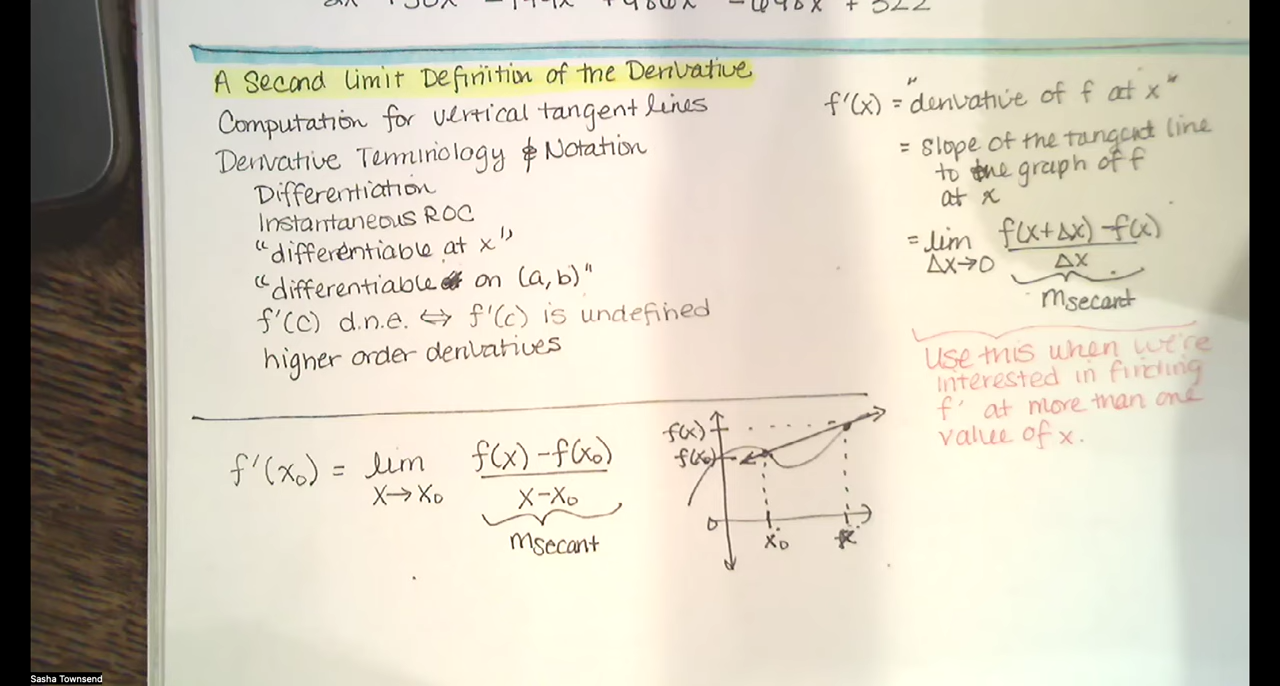 A Second Limit Definition of the Derivative
Computation for vertical tangent lines
Derivative Terminology & Notation
Differentiation
Instantaneous ROC
"differentiable at x"
"differentiable on (a,b)"
f'(c) d.n.e. ⇔ f'(c) is undefined
higher order derivatives
f'(x) = "derivative of f at x"
= slope of the tangent line
to the graph of f
at x
= lim f(x+Δx) – f(x)
Δx→0 Δx
msecant
Use this when we're
interested in finding
f' at more than one
value of x.
f'(x₀) = lim f(x) – f(x₀)
x→x₀ x–x₀
msecant
f(x)
f(x₀)
0
x₀
x
Sasha Townsend